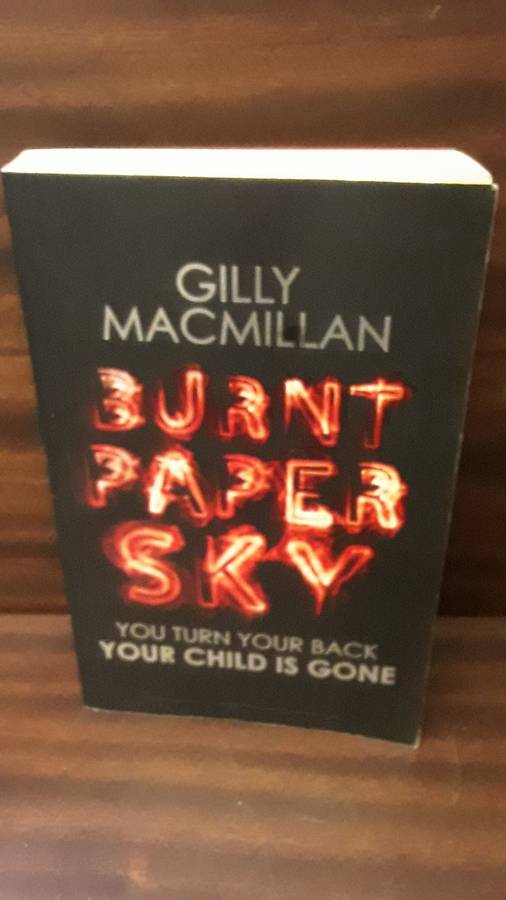 GILLY
MACMILLAN
BURNT
PAPER
SKY
YOU TURN YOUR BACK
YOUR CHILD IS GONE